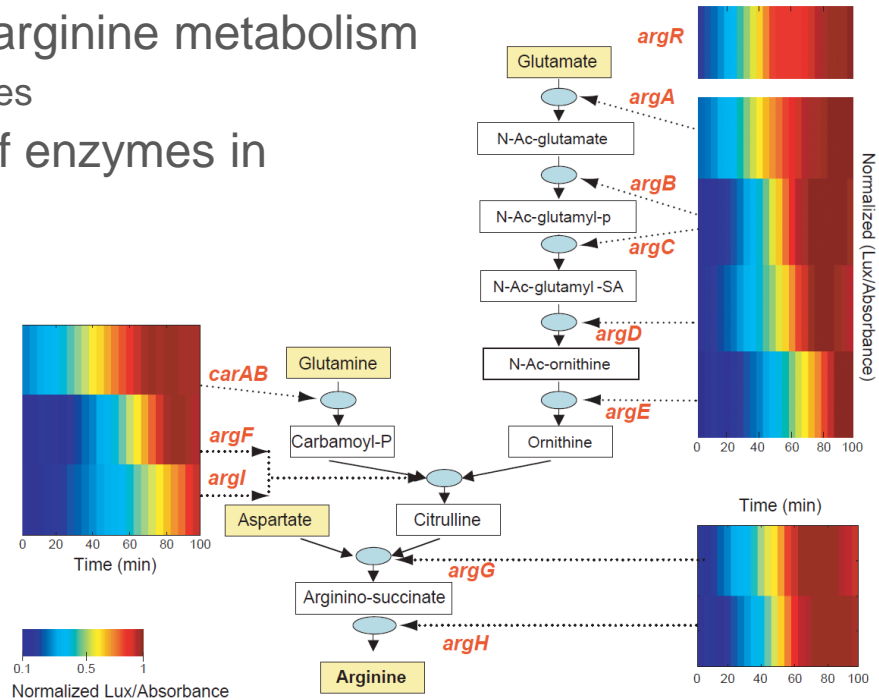 arginine metabolism
es
f enzymes in
argR
Glutamate
argA
N-Ac-glutamate
argB
N-Ac-glutamyl-p
argC
N-Ac-glutamyl -SA
argD
N-Ac-ornithine
argE
Ornithine
0 20 40 60 80 100
Normalized (Lux/Absorbance)
carAB
Glutamine
argF
Carbamoyl-P
argI
Aspartate
Citrulline
0 20 40 60 80 100
Time (min)
Time (min)
argG
Arginino-succinate
argH
Arginine
0 20 40 60 80 100
0.1 0.5 1
Normalized Lux/Absorbance